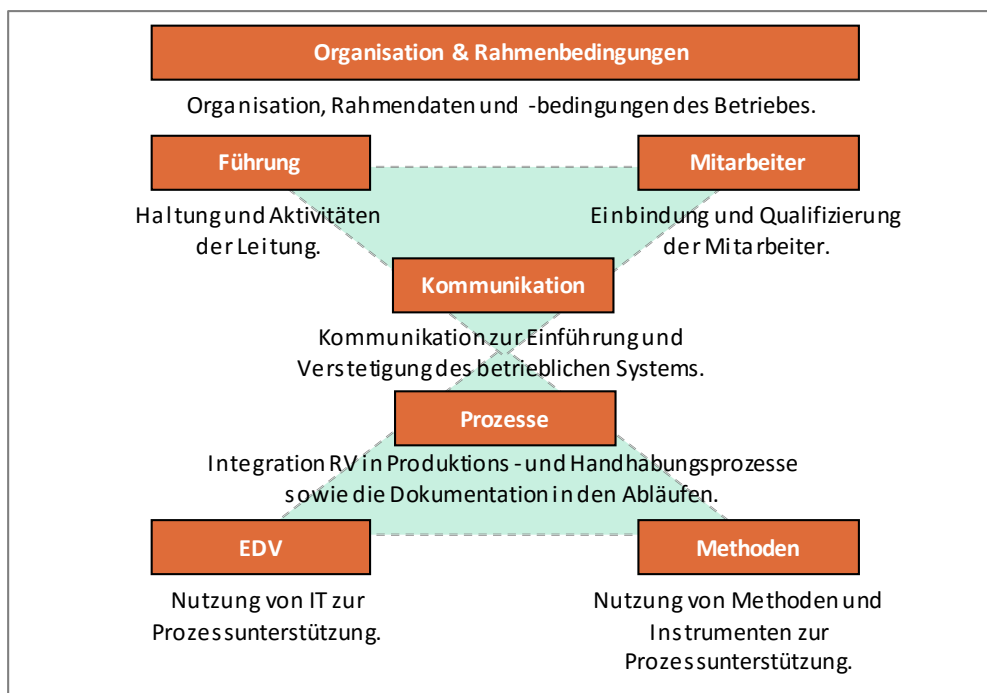 Organisation & Rahmenbedingungen
Organisation, Rahmendaten und -bedingungen des Betriebes.
Führung
Mitarbeiter
Haltung und Aktivitäten
der Leitung.
Einbindung und Qualifizierung
der Mitarbeiter.
Kommunikation
Kommunikation zur Einführung und
Verstetigung des betrieblichen Systems.
Prozesse
Integration RV in Produktions- und Handhabungsprozesse
sowie die Dokumentation in den Abläufen.
EDV
Methoden
Nutzung von IT zur
Prozessunterstützung.
Nutzung von Methoden und
Instrumenten zur
Prozessunterstützung.